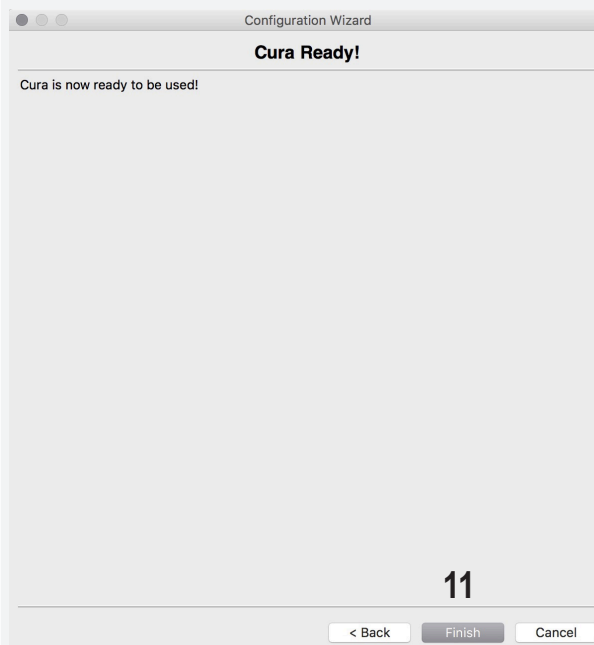 Configuration Wizard
Cura Ready!
Cura is now ready to be used!
11
< Back Finish Cancel